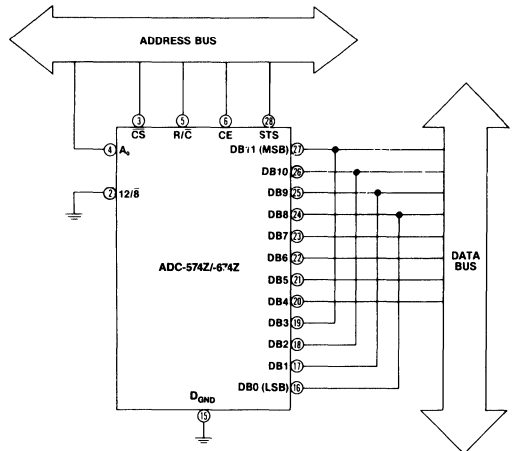 ADDRESS BUS
3 5 6 28
CS R/C CE STS
4 A₀
DB11 (MSB) 27
DB10 26
2 12/8
DB9 25
DB8 24
DB7 23
DB6 22
ADC-574Z/-674Z
DB5 21
DB4 20
DATA
BUS
DB3 19
DB2 18
DB1 17
DB0 (LSB) 16
DGND
15